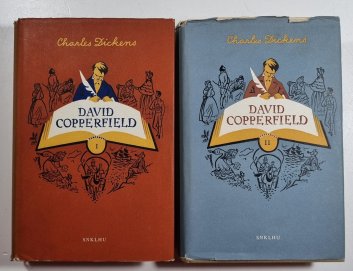 Charles Dickens
DAVID
COPPERFIELD
I
SNKLHU
Charles Dickens
DAVID
COPPERFIELD
II
SNKLHU